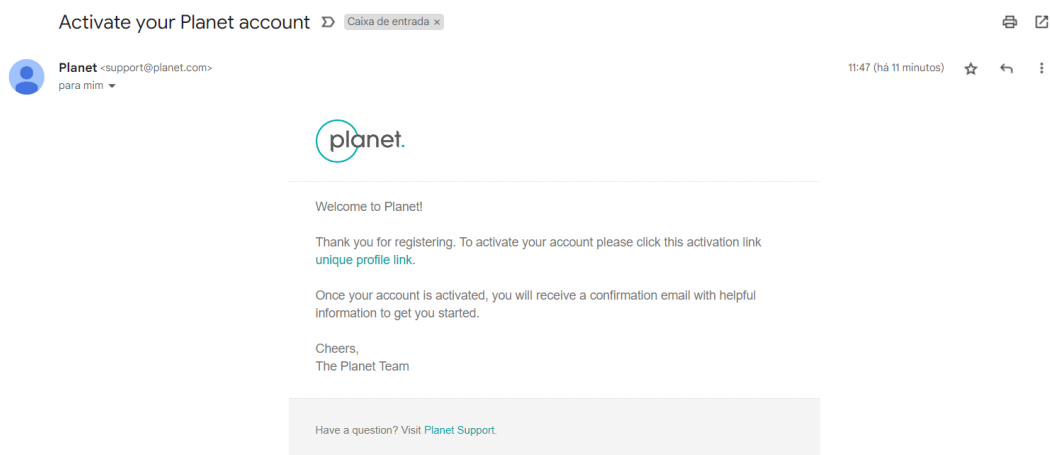 Activate your Planet account Caixa de entrada ×
Planet <support@planet.com> 11:47 (há 11 minutos)
para mim
planet.
Welcome to Planet!
Thank you for registering. To activate your account please click this activation link
unique profile link.
Once your account is activated, you will receive a confirmation email with helpful
information to get you started.
Cheers,
The Planet Team
Have a question? Visit Planet Support.